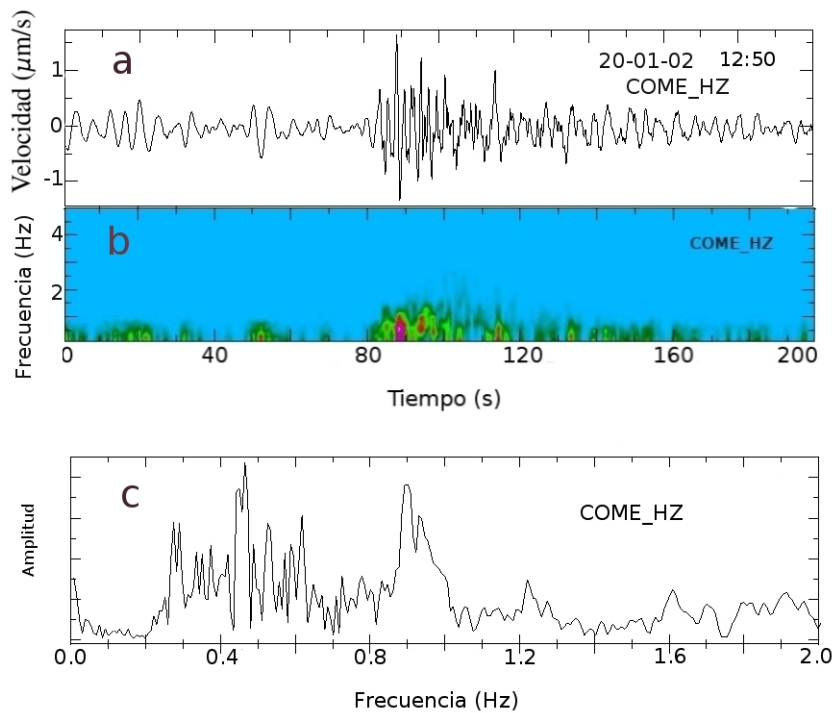 Velocidad (μm/s)
1
0
-1
a
20-01-02 12:50
COME_HZ
Frecuencia (Hz)
4
2
b
COME_HZ
0 40 80 120 160 200
Tiempo (s)
Amplitud
c
COME_HZ
0.0 0.4 0.8 1.2 1.6 2.0
Frecuencia (Hz)